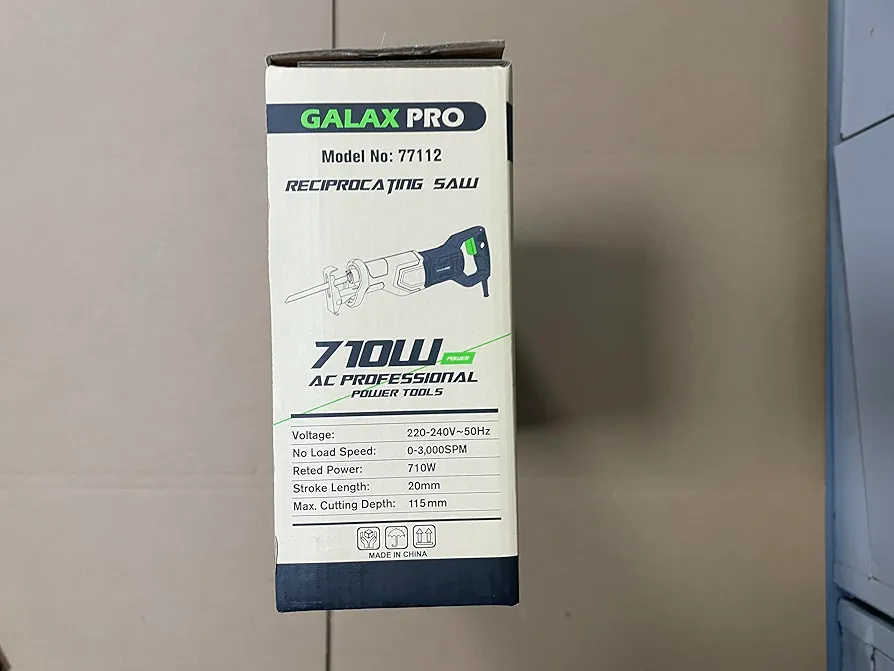 GALAX PRO
Model No: 77112
RECIPROCATING SAW
710W POWER
AC PROFESSIONAL
POWER TOOLS
Voltage: 220-240V~50Hz
No Load Speed: 0-3,000SPM
Reted Power: 710W
Stroke Length: 20mm
Max. Cutting Depth: 115mm
MADE IN CHINA